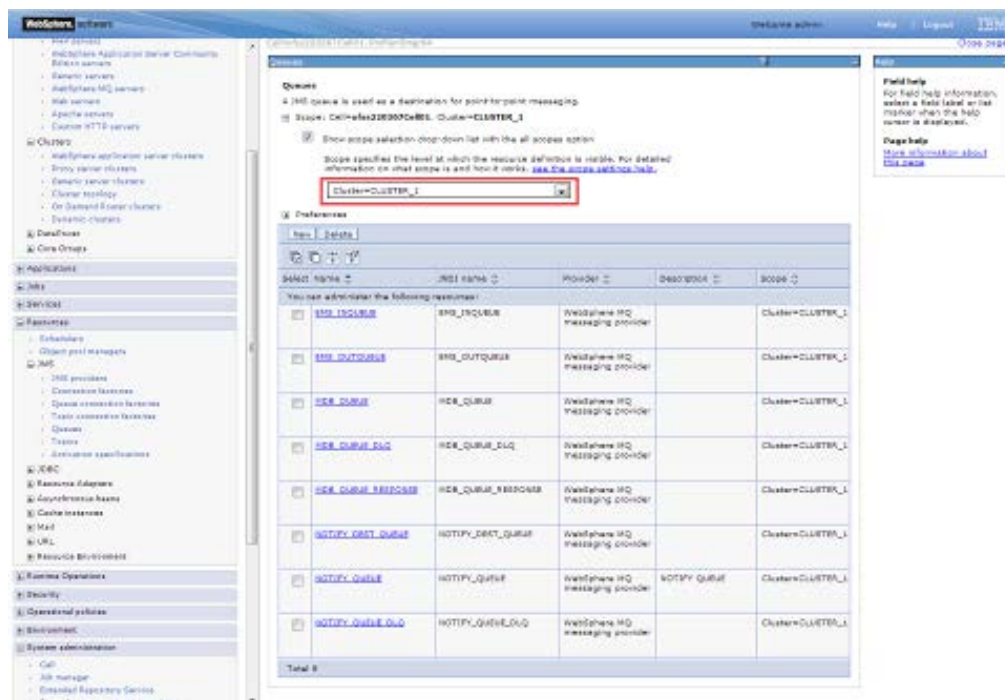 WebSphere. software
Welcome admin
Help | Logout
IBM
Close page
WebSphere Application Server Community Edition servers
Generic servers
WebSphere MQ servers
Web servers
Apache servers
Custom HTTP servers
Clusters
WebSphere application server clusters
Proxy server clusters
Generic server clusters
Cluster topology
On Demand Router clusters
Dynamic clusters
DataPower
Core Groups
Applications
Jobs
Services
Resources
Schedulers
Object pool managers
JMS
JMS providers
Connection factories
Queue connection factories
Topic connection factories
Queues
Topics
Activation specifications
JDBC
Resource Adapters
Asynchronous beans
Cache instances
Mail
URL
Resource Environment
Runtime Operations
Security
Operational policies
Environment
System administration
Cell
Job manager
Extended Repository Service
Queues
Queues
A JMS queue is used as a destination for point-to-point messaging.
Cluster=CLUSTER_1
Show scope selection drop-down list with the all scopes option
Scope specifies the level at which the resource definition is visible. For detailed
information on what scope is and how it works, see the scope settings help.
Cluster=CLUSTER_1
Preferences
New Delete
Select Name JNDI name Provider Description Scope
You can administer the following resources:
EMS_INQUEUE EMS_INQUEUE WebSphere MQ messaging provider Cluster=CLUSTER_1
EMS_OUTQUEUE EMS_OUTQUEUE WebSphere MQ messaging provider Cluster=CLUSTER_1
MDB_QUEUE MDB_QUEUE WebSphere MQ messaging provider Cluster=CLUSTER_1
MDB_QUEUE_DLQ MDB_QUEUE_DLQ WebSphere MQ messaging provider Cluster=CLUSTER_1
MDB_QUEUE_RESPONSE MDB_QUEUE_RESPONSE WebSphere MQ messaging provider Cluster=CLUSTER_1
NOTIFY_DEST_QUEUE NOTIFY_DEST_QUEUE WebSphere MQ messaging provider Cluster=CLUSTER_1
NOTIFY_QUEUE NOTIFY_QUEUE WebSphere MQ messaging provider NOTIFY QUEUE Cluster=CLUSTER_1
NOTIFY_QUEUE_DLQ NOTIFY_QUEUE_DLQ WebSphere MQ messaging provider Cluster=CLUSTER_1
Total 8
Help
Field help
For field help information,
select a field label or list
marker when the help
cursor is displayed.
Page help
More information about
this page